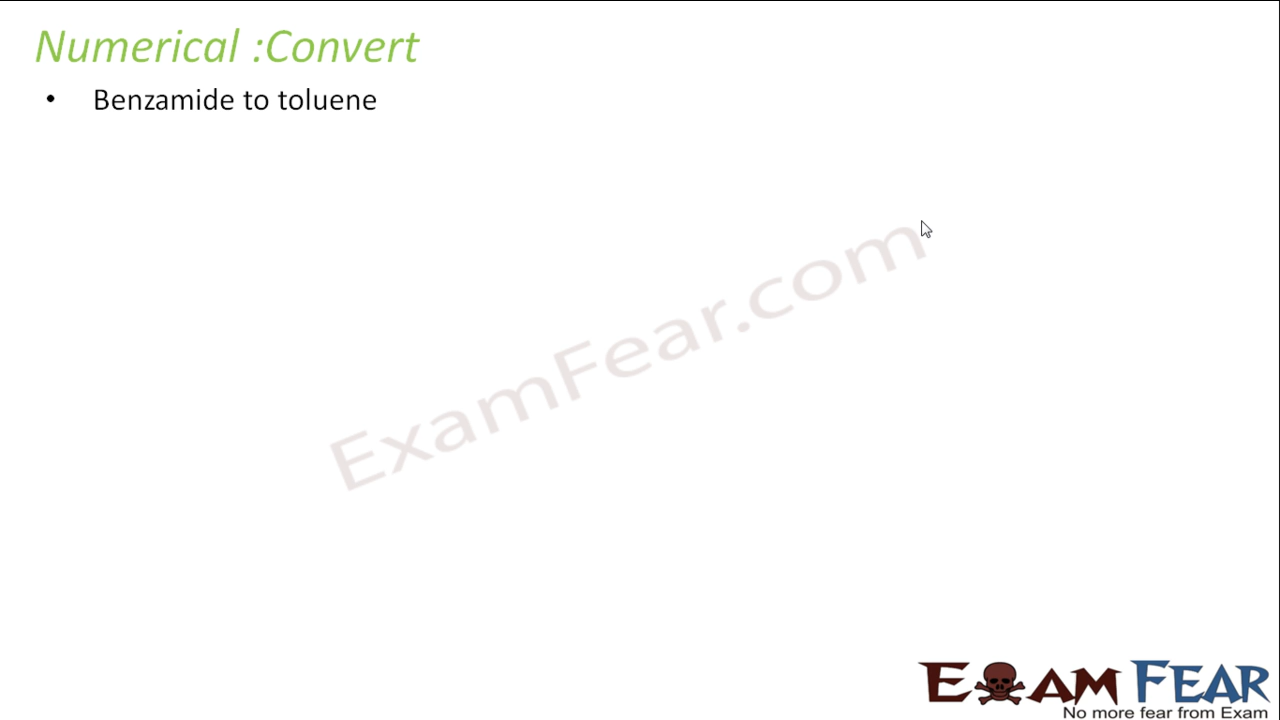 Numerical :Convert
• Benzamide to toluene
ExamFear.com
EXAM FEAR
No more fear from Exam